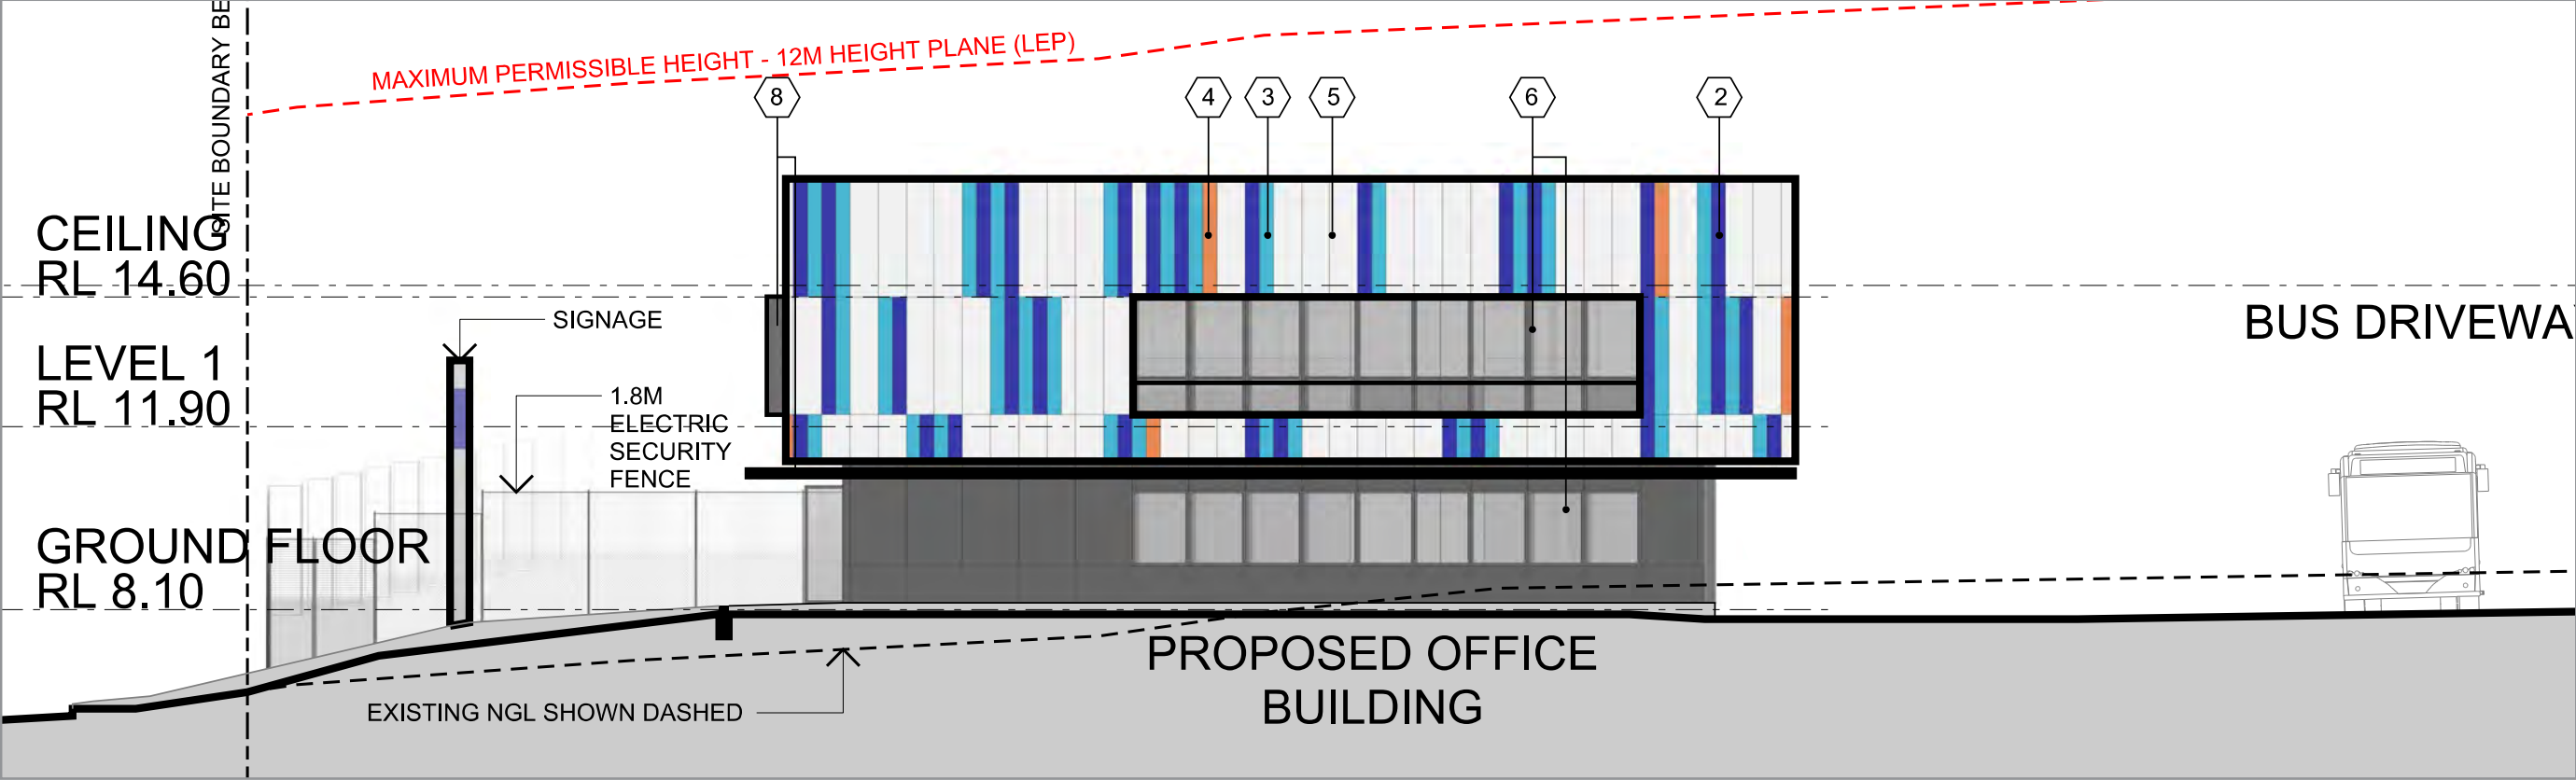 SITE BOUNDARY BE
MAXIMUM PERMISSIBLE HEIGHT - 12M HEIGHT PLANE (LEP)
8
4
3
5
6
2
CEILING
RL 14.60
SIGNAGE
BUS DRIVEWA
LEVEL 1
RL 11.90
1.8M
ELECTRIC
SECURITY
FENCE
GROUND FLOOR
RL 8.10
PROPOSED OFFICE
BUILDING
EXISTING NGL SHOWN DASHED